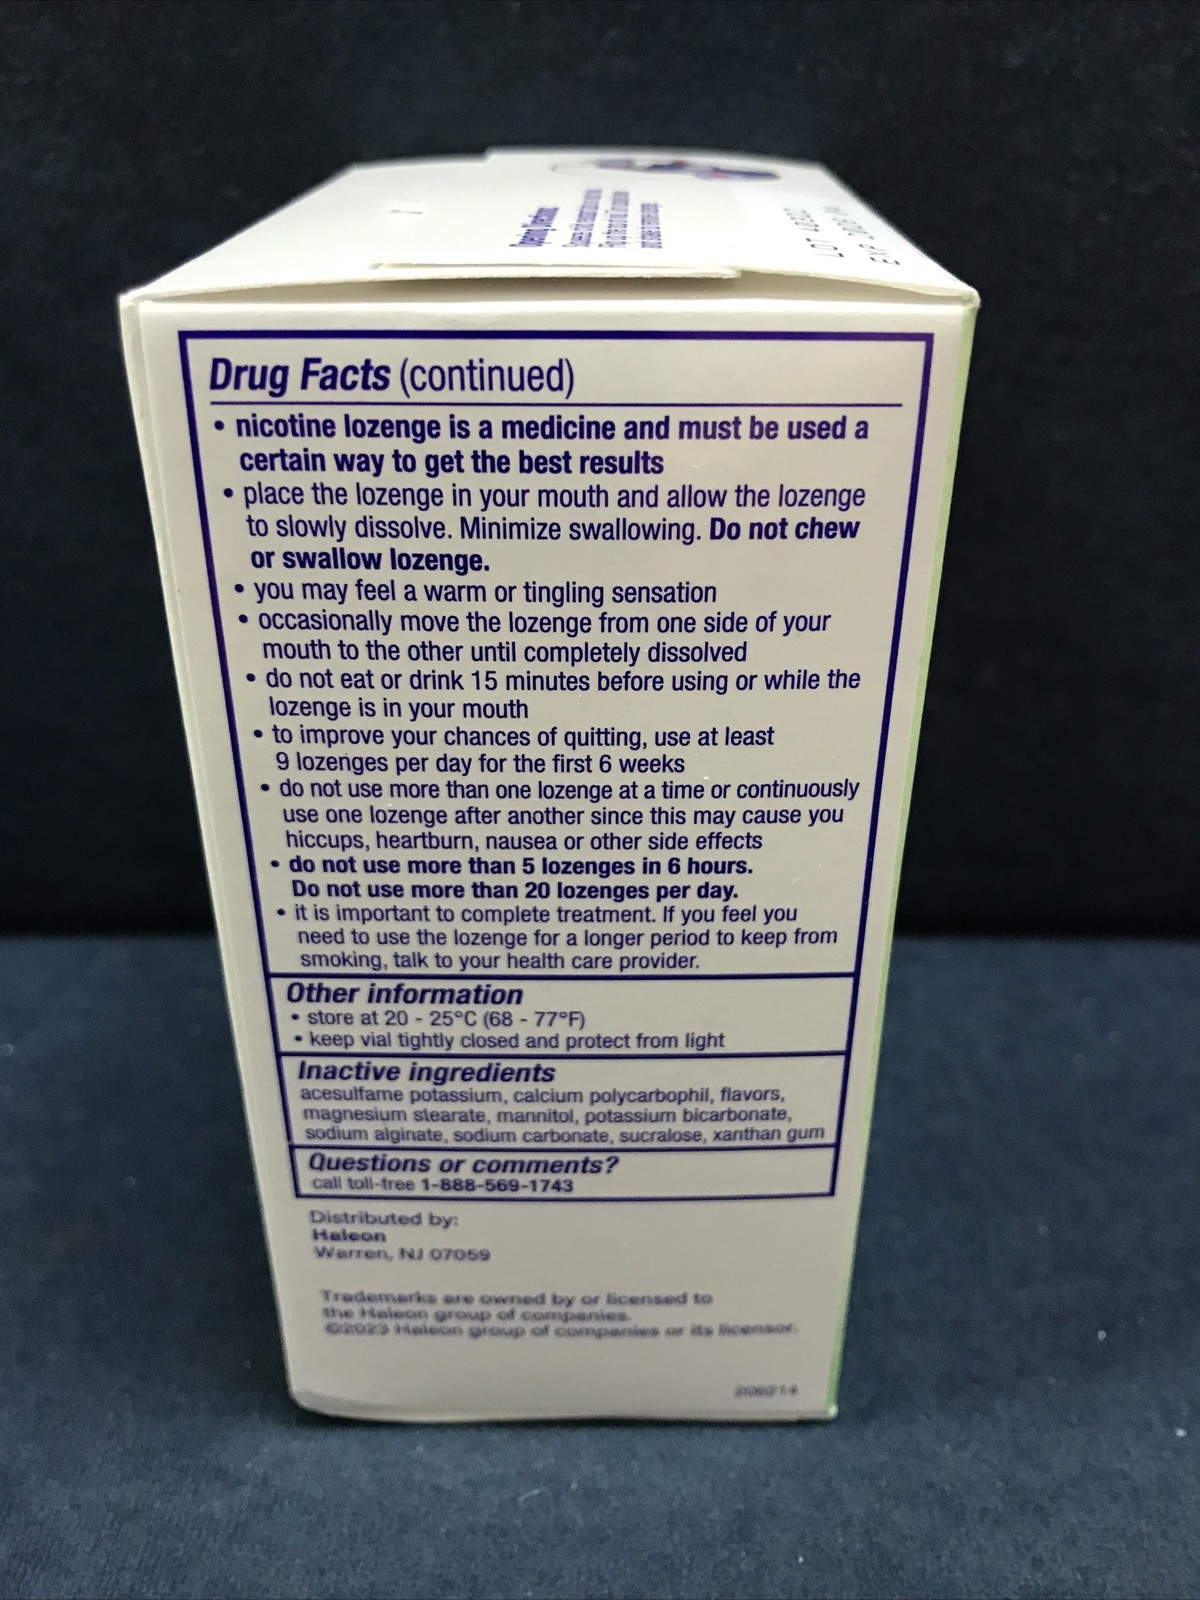 Opening Directions:
LOT
EXP
Drug Facts (continued)
• nicotine lozenge is a medicine and must be used a
certain way to get the best results
• place the lozenge in your mouth and allow the lozenge
to slowly dissolve. Minimize swallowing. Do not chew
or swallow lozenge.
• you may feel a warm or tingling sensation
• occasionally move the lozenge from one side of your
mouth to the other until completely dissolved
• do not eat or drink 15 minutes before using or while the
lozenge is in your mouth
• to improve your chances of quitting, use at least
9 lozenges per day for the first 6 weeks
• do not use more than one lozenge at a time or continuously
use one lozenge after another since this may cause you
hiccups, heartburn, nausea or other side effects
• do not use more than 5 lozenges in 6 hours.
Do not use more than 20 lozenges per day.
• it is important to complete treatment. If you feel you
need to use the lozenge for a longer period to keep from
smoking, talk to your health care provider.
Other information
• store at 20 - 25°C (68 - 77°F)
• keep vial tightly closed and protect from light
Inactive ingredients
acesulfame potassium, calcium polycarbophil, flavors,
magnesium stearate, mannitol, potassium bicarbonate,
sodium alginate, sodium carbonate, sucralose, xanthan gum
Questions or comments?
call toll-free 1-888-569-1743
Distributed by:
Haleon
Warren, NJ 07059
Trademarks are owned by or licensed to
the Haleon group of companies.
©2023 Haleon group of companies or its licensor.